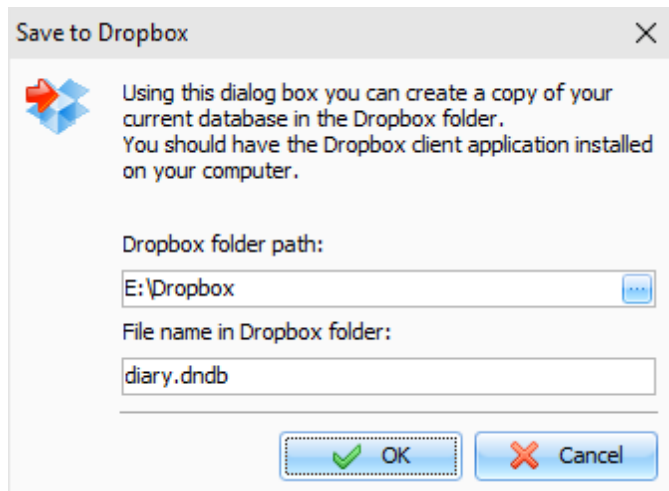 Save to Dropbox
Using this dialog box you can create a copy of your
current database in the Dropbox folder.
You should have the Dropbox client application installed
on your computer.
Dropbox folder path:
E:\Dropbox
...
File name in Dropbox folder:
diary.dndb
OK
Cancel